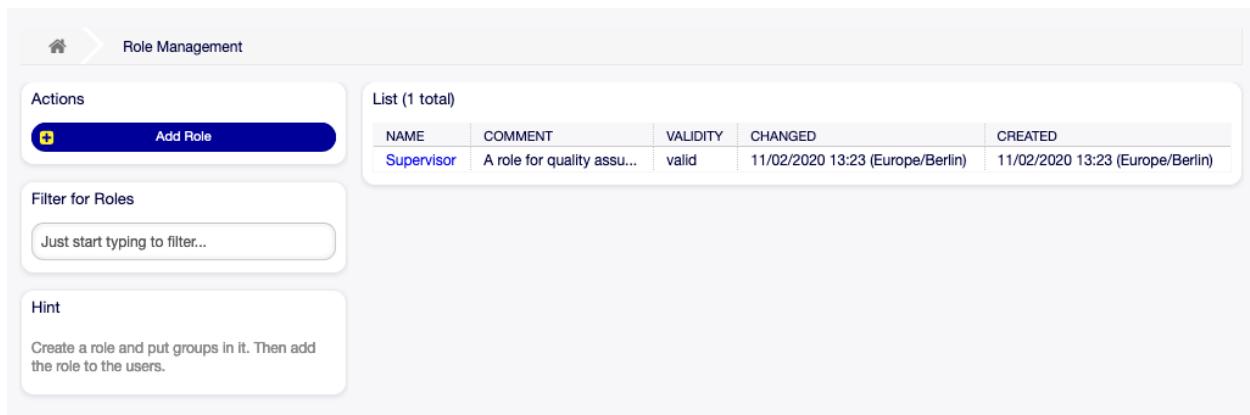 Role Management
Actions
Add Role
Filter for Roles
Just start typing to filter...
Hint
Create a role and put groups in it. Then add
the role to the users.
List (1 total)
NAME COMMENT VALIDITY CHANGED CREATED
Supervisor A role for quality assu... valid 11/02/2020 13:23 (Europe/Berlin) 11/02/2020 13:23 (Europe/Berlin)